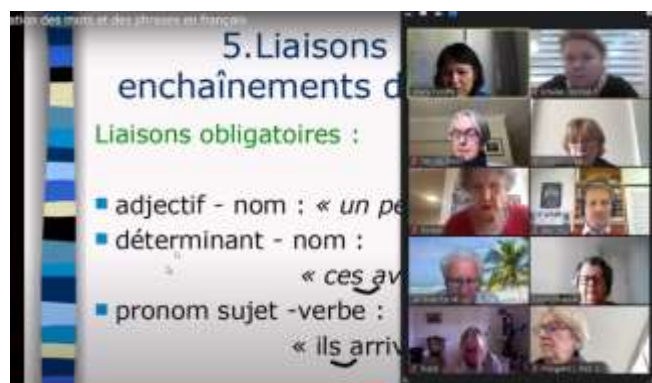 ation des mots et des phrases en français
5.Liaisons
enchaînements d
Liaisons obligatoires :
adjectif - nom : « un pe
déterminant - nom :
« ces av
pronom sujet -verbe :
« ils arriv